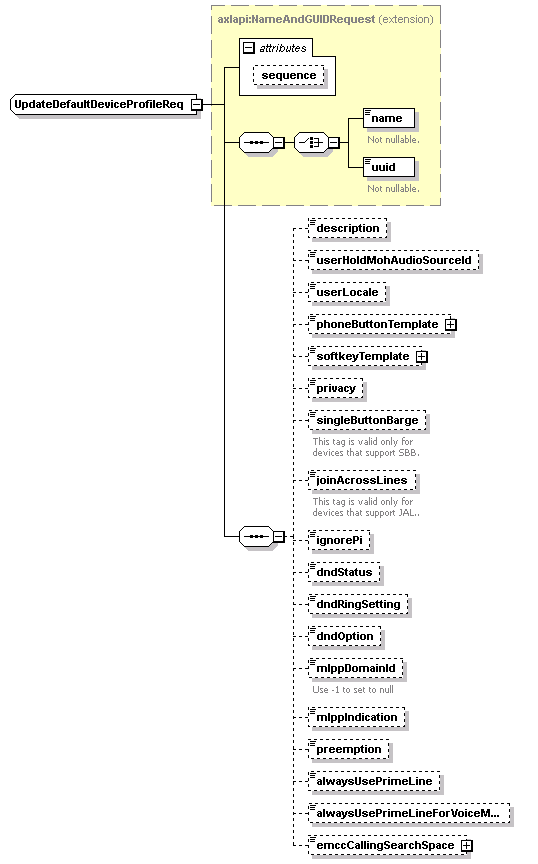 axlapi:NameAndGUIDRequest (extension)
attributes
sequence
UpdateDefaultDeviceProfileReq
name
Not nullable.
uuid
Not nullable.
description
userHoldMohAudioSourceId
userLocale
phoneButtonTemplate
softkeyTemplate
privacy
singleButtonBarge
This tag is valid only for
devices that support SBB.
joinAcrossLines
This tag is valid only for
devices that support JAL..
ignorePi
dndStatus
dndRingSetting
dndOption
mlppDomainId
Use -1 to set to null
mlppIndication
preemption
alwaysUsePrimeLine
alwaysUsePrimeLineForVoiceM...
emccCallingSearchSpace